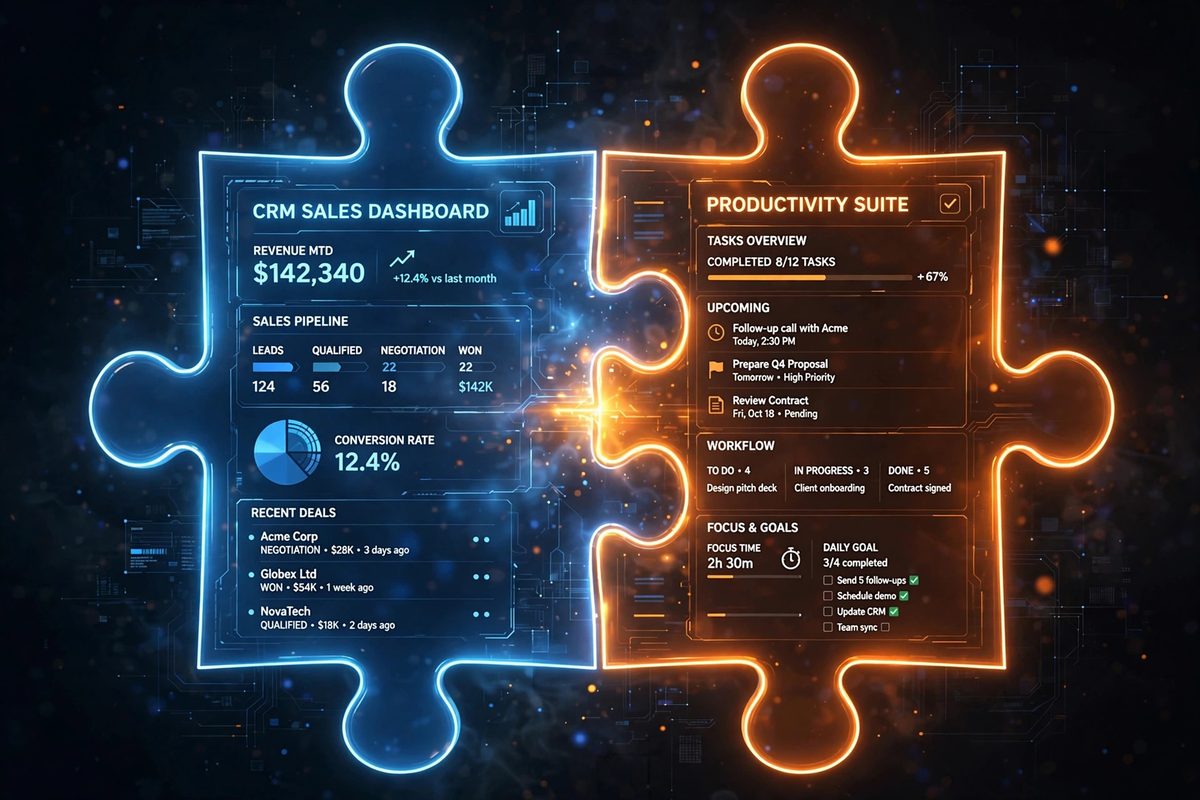 CRM SALES DASHBOARD
REVENUE MTD
$142,340
+12.4% vs last month
SALES PIPELINE
LEADS QUALIFIED NEGOTIATION WON
22 22
124 56 18 $142K
CONVERSION RATE
12.4%
RECENT DEALS
Acme Corp
NEGOTIATION • $28K • 3 days ago
Globex Ltd
WON • $54K • 1 week ago
NovaTech
QUALIFIED • $18K • 2 days ago
PRODUCTIVITY SUITE
TASKS OVERVIEW
COMPLETED 8/12 TASKS
+67%
UPCOMING
Follow-up call with Acme
Today, 2:30 PM
Prepare Q4 Proposal
Tomorrow • High Priority
Review Contract
Fri, Oct 18 • Pending
WORKFLOW
TO DO • 4 IN PROGRESS • 3 DONE • 5
Design pitch deck Client onboarding Contract signed
FOCUS & GOALS
FOCUS TIME
2h 30m
DAILY GOAL
3/4 completed
Send 5 follow-ups
Schedule demo
Update CRM
Team sync